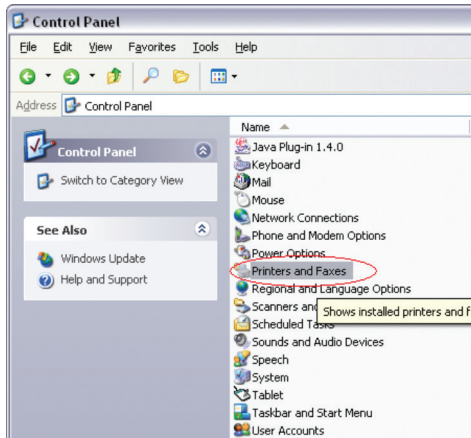 Control Panel
File Edit View Favorites Tools Help
Address Control Panel
Control Panel
Switch to Category View
See Also
Windows Update
Help and Support
Name
Java Plug-in 1.4.0
Keyboard
Mail
Mouse
Network Connections
Phone and Modem Options
Power Options
Printers and Faxes
Regional and Language Options
Scanners and
Shows installed printers and f
Scheduled Tasks
Sounds and Audio Devices
Speech
System
Tablet
Taskbar and Start Menu
User Accounts